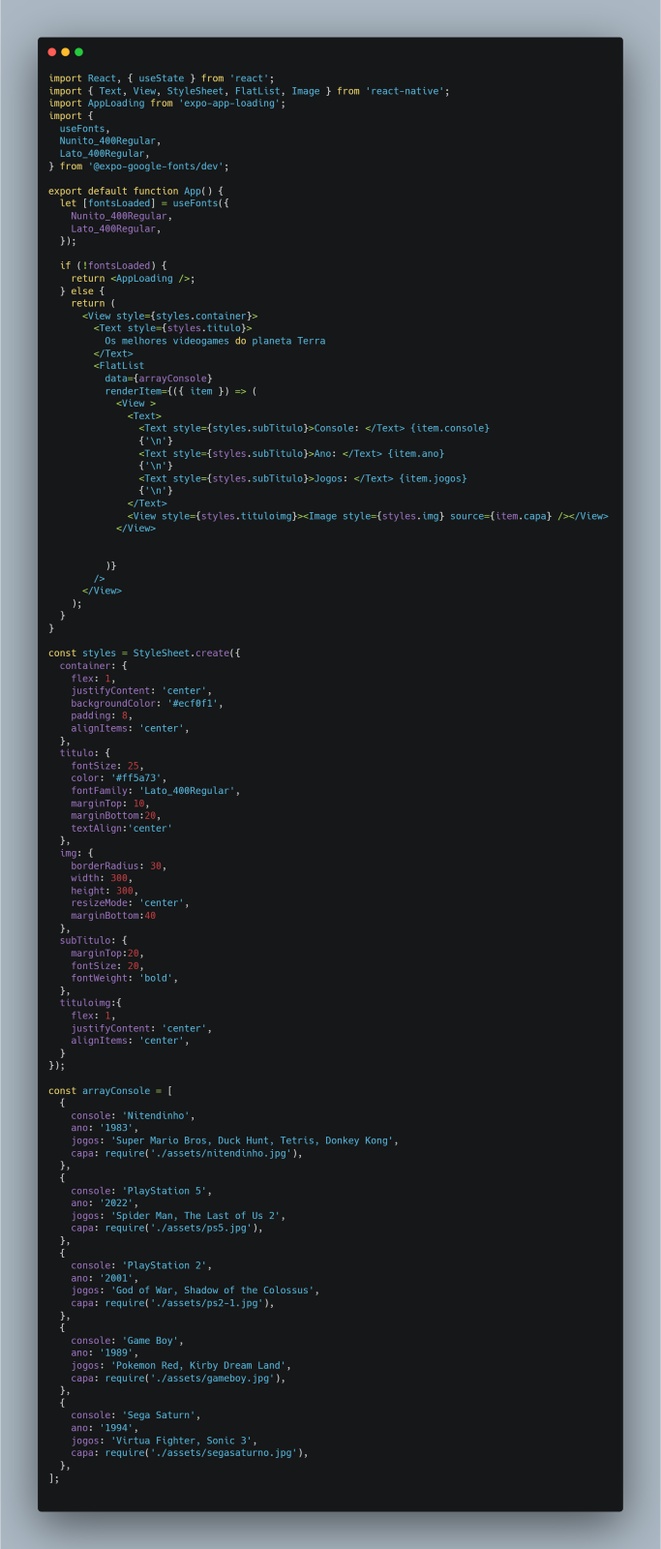 import React, { useState } from 'react';
import { Text, View, StyleSheet, FlatList, Image } from 'react-native';
import AppLoading from 'expo-app-loading';
import {
  useFonts,
  Nunito_400Regular,
  Lato_400Regular,
} from '@expo-google-fonts/dev';

export default function App() {
  let [fontsLoaded] = useFonts({
    Nunito_400Regular,
    Lato_400Regular,
  });

  if (!fontsLoaded) {
    return <AppLoading />;
  } else {
    return (
      <View style={styles.container}>
        <Text style={styles.titulo}>
          Os melhores videogames do planeta Terra
        </Text>
        <FlatList
          data={arrayConsole}
          renderItem={({ item }) => (
            <View >
              <Text>
                <Text style={styles.subTitulo}>Console: </Text> {item.console}
                {'\n'}
                <Text style={styles.subTitulo}>Ano: </Text> {item.ano}
                {'\n'}
                <Text style={styles.subTitulo}>Jogos: </Text> {item.jogos}
                {'\n'}
              </Text>
              <View style={styles.tituloimg}><Image style={styles.img} source={item.capa} /></View>
            </View>


          )}
        />
      </View>
    );
  }
}

const styles = StyleSheet.create({
  container: {
    flex: 1,
    justifyContent: 'center',
    backgroundColor: '#ecf0f1',
    padding: 8,
    alignItems: 'center',
  },
  titulo: {
    fontSize: 25,
    color: '#ff5a73',
    fontFamily: 'Lato_400Regular',
    marginTop: 10,
    marginBottom:20,
    textAlign:'center'
  },
  img: {
    borderRadius: 30,
    width: 300,
    height: 300,
    resizeMode: 'center',
    marginBottom:40
  },
  subTitulo: {
    marginTop:20,
    fontSize: 20,
    fontWeight: 'bold',
  },
  tituloimg:{
    flex: 1,
    justifyContent: 'center',
    alignItems: 'center',
  }
});

const arrayConsole = [
  {
    console: 'Nitendinho',
    ano: '1983',
    jogos: 'Super Mario Bros, Duck Hunt, Tetris, Donkey Kong',
    capa: require('./assets/nitendinho.jpg'),
  },
  {
    console: 'PlayStation 5',
    ano: '2022',
    jogos: 'Spider Man, The Last of Us 2',
    capa: require('./assets/ps5.jpg'),
  },
  {
    console: 'PlayStation 2',
    ano: '2001',
    jogos: 'God of War, Shadow of the Colossus',
    capa: require('./assets/ps2-1.jpg'),
  },
  {
    console: 'Game Boy',
    ano: '1989',
    jogos: 'Pokemon Red, Kirby Dream Land',
    capa: require('./assets/gameboy.jpg'),
  },
  {
    console: 'Sega Saturn',
    ano: '1994',
    jogos: 'Virtua Fighter, Sonic 3',
    capa: require('./assets/segasaturno.jpg'),
  },
];